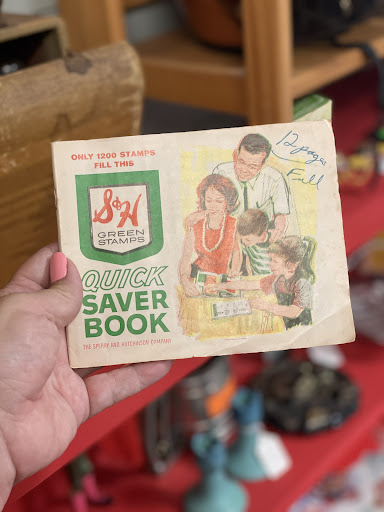 ONLY 1200 STAMPS
FILL THIS
S&H
GREEN
STAMPS
QUICK
SAVER
BOOK
THE SPERRY AND HUTCHINSON COMPANY
12 pages
Full